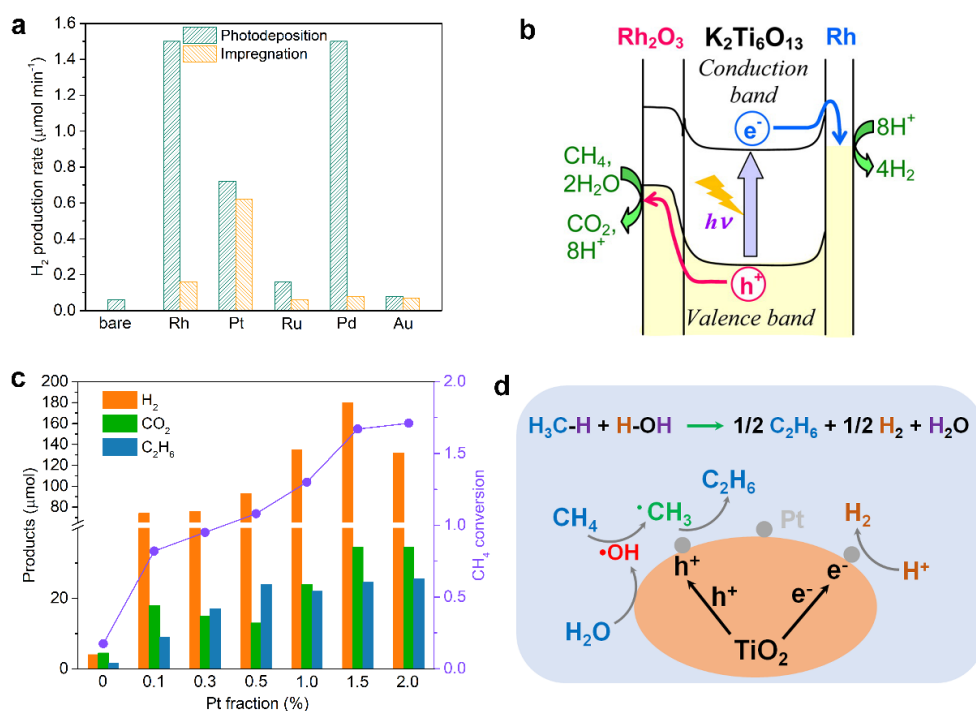 a
Photodeposition
Impregnation
H₂ production rate (μmol min⁻¹)
1.6
1.4
1.2
1.0
0.8
0.6
0.4
0.2
0.0
bare Rh Pt Ru Pd Au
b
Rh₂O₃ K₂Ti₆O₁₃ Rh
Conduction
band
e⁻
8H⁺
4H₂
CH₄,
2H₂O
CO₂,
8H⁺
hν
h⁺
Valence band
c
H₂
CO₂
C₂H₆
Products (μmol)
200
180
160
140
120
100
80
20
0
CH₄ conversion
2.0
1.5
1.0
0.5
0.0
0 0.1 0.3 0.5 1.0 1.5 2.0
Pt fraction (%)
d
H₃C-H + H-OH → 1/2 C₂H₆ + 1/2 H₂ + H₂O
C₂H₆
CH₄ ·CH₃ Pt H₂
·OH
h⁺ e⁻ H⁺
h⁺ e⁻
H₂O
TiO₂